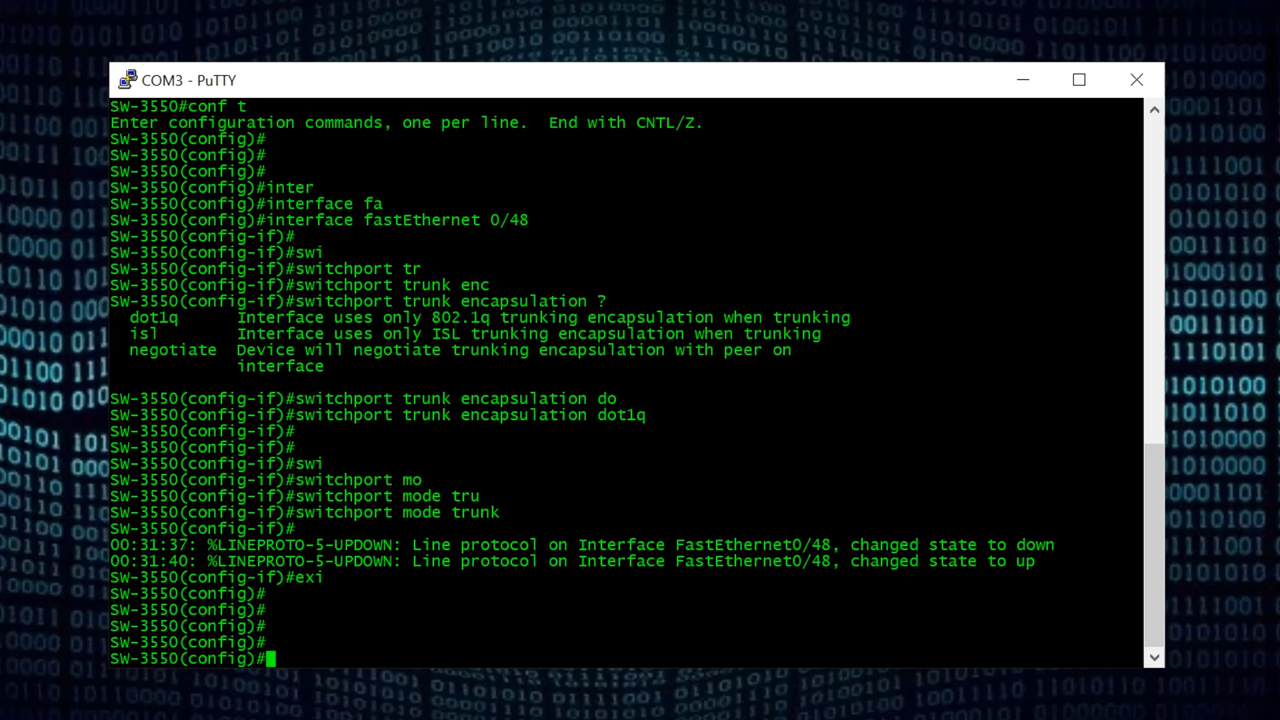 COM3 - PuTTY
SW-3550#conf t
Enter configuration commands, one per line.  End with CNTL/Z.
SW-3550(config)#
SW-3550(config)#
SW-3550(config)#
SW-3550(config)#inter
SW-3550(config)#interface fa
SW-3550(config)#interface fastEthernet 0/48
SW-3550(config-if)#
SW-3550(config-if)#swi
SW-3550(config-if)#switchport tr
SW-3550(config-if)#switchport trunk enc
SW-3550(config-if)#switchport trunk encapsulation ?
  dot1q      Interface uses only 802.1q trunking encapsulation when trunking
  isl        Interface uses only ISL trunking encapsulation when trunking
  negotiate  Device will negotiate trunking encapsulation with peer on
             interface
SW-3550(config-if)#switchport trunk encapsulation do
SW-3550(config-if)#switchport trunk encapsulation dot1q
SW-3550(config-if)#
SW-3550(config-if)#
SW-3550(config-if)#swi
SW-3550(config-if)#switchport mo
SW-3550(config-if)#switchport mode tru
SW-3550(config-if)#switchport mode trunk
SW-3550(config-if)#
00:31:37: %LINEPROTO-5-UPDOWN: Line protocol on Interface FastEthernet0/48, changed state to down
00:31:40: %LINEPROTO-5-UPDOWN: Line protocol on Interface FastEthernet0/48, changed state to up
SW-3550(config-if)#exi
SW-3550(config)#
SW-3550(config)#
SW-3550(config)#
SW-3550(config)#
SW-3550(config)#